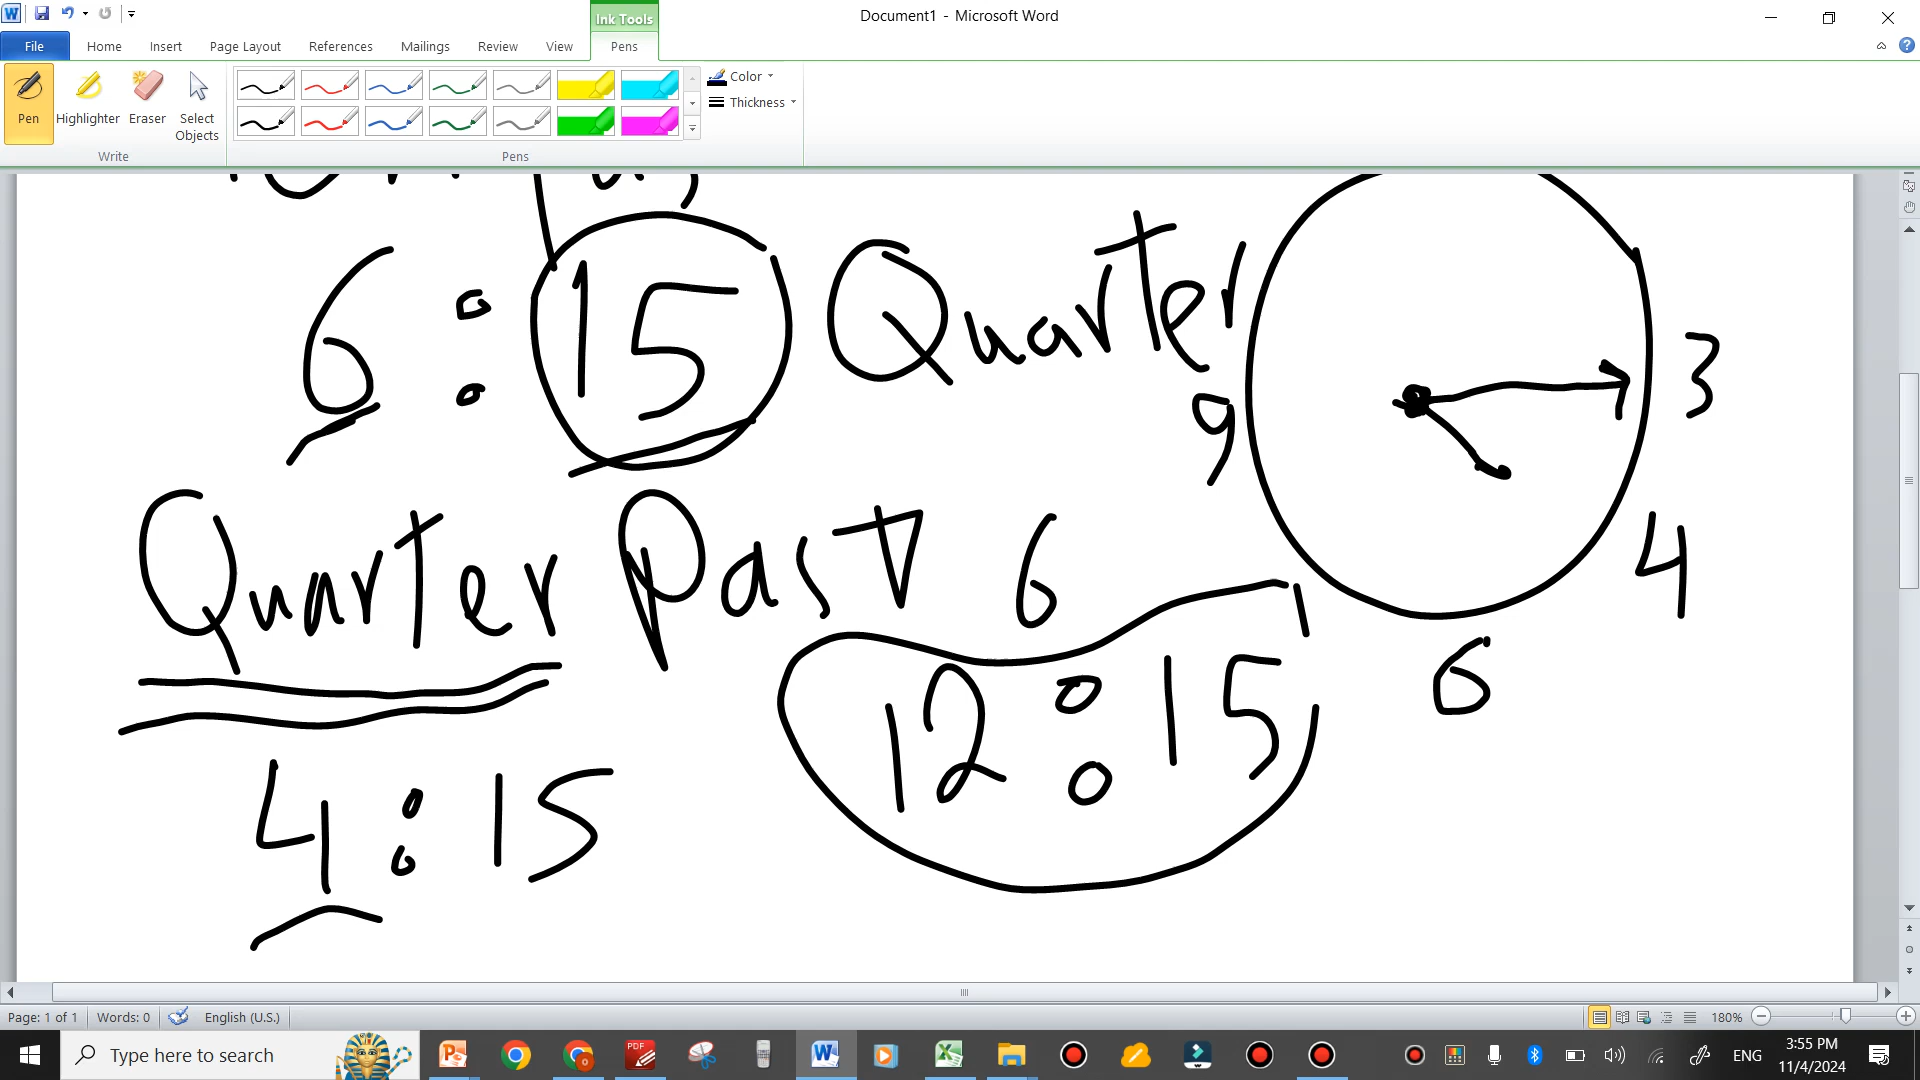 Document1 - Microsoft Word
Ink Tools
File Home Insert Page Layout References Mailings Review View Pens
Pen Highlighter Eraser Select Objects
Color
Thickness
Write Pens
6:15 Quarter
9 3
Quarter Past 6
4
12:15
6
4:15
Page: 1 of 1 Words: 0 English (U.S.) 180%
Type here to search
PDF
ENG
3:55 PM
11/4/2024